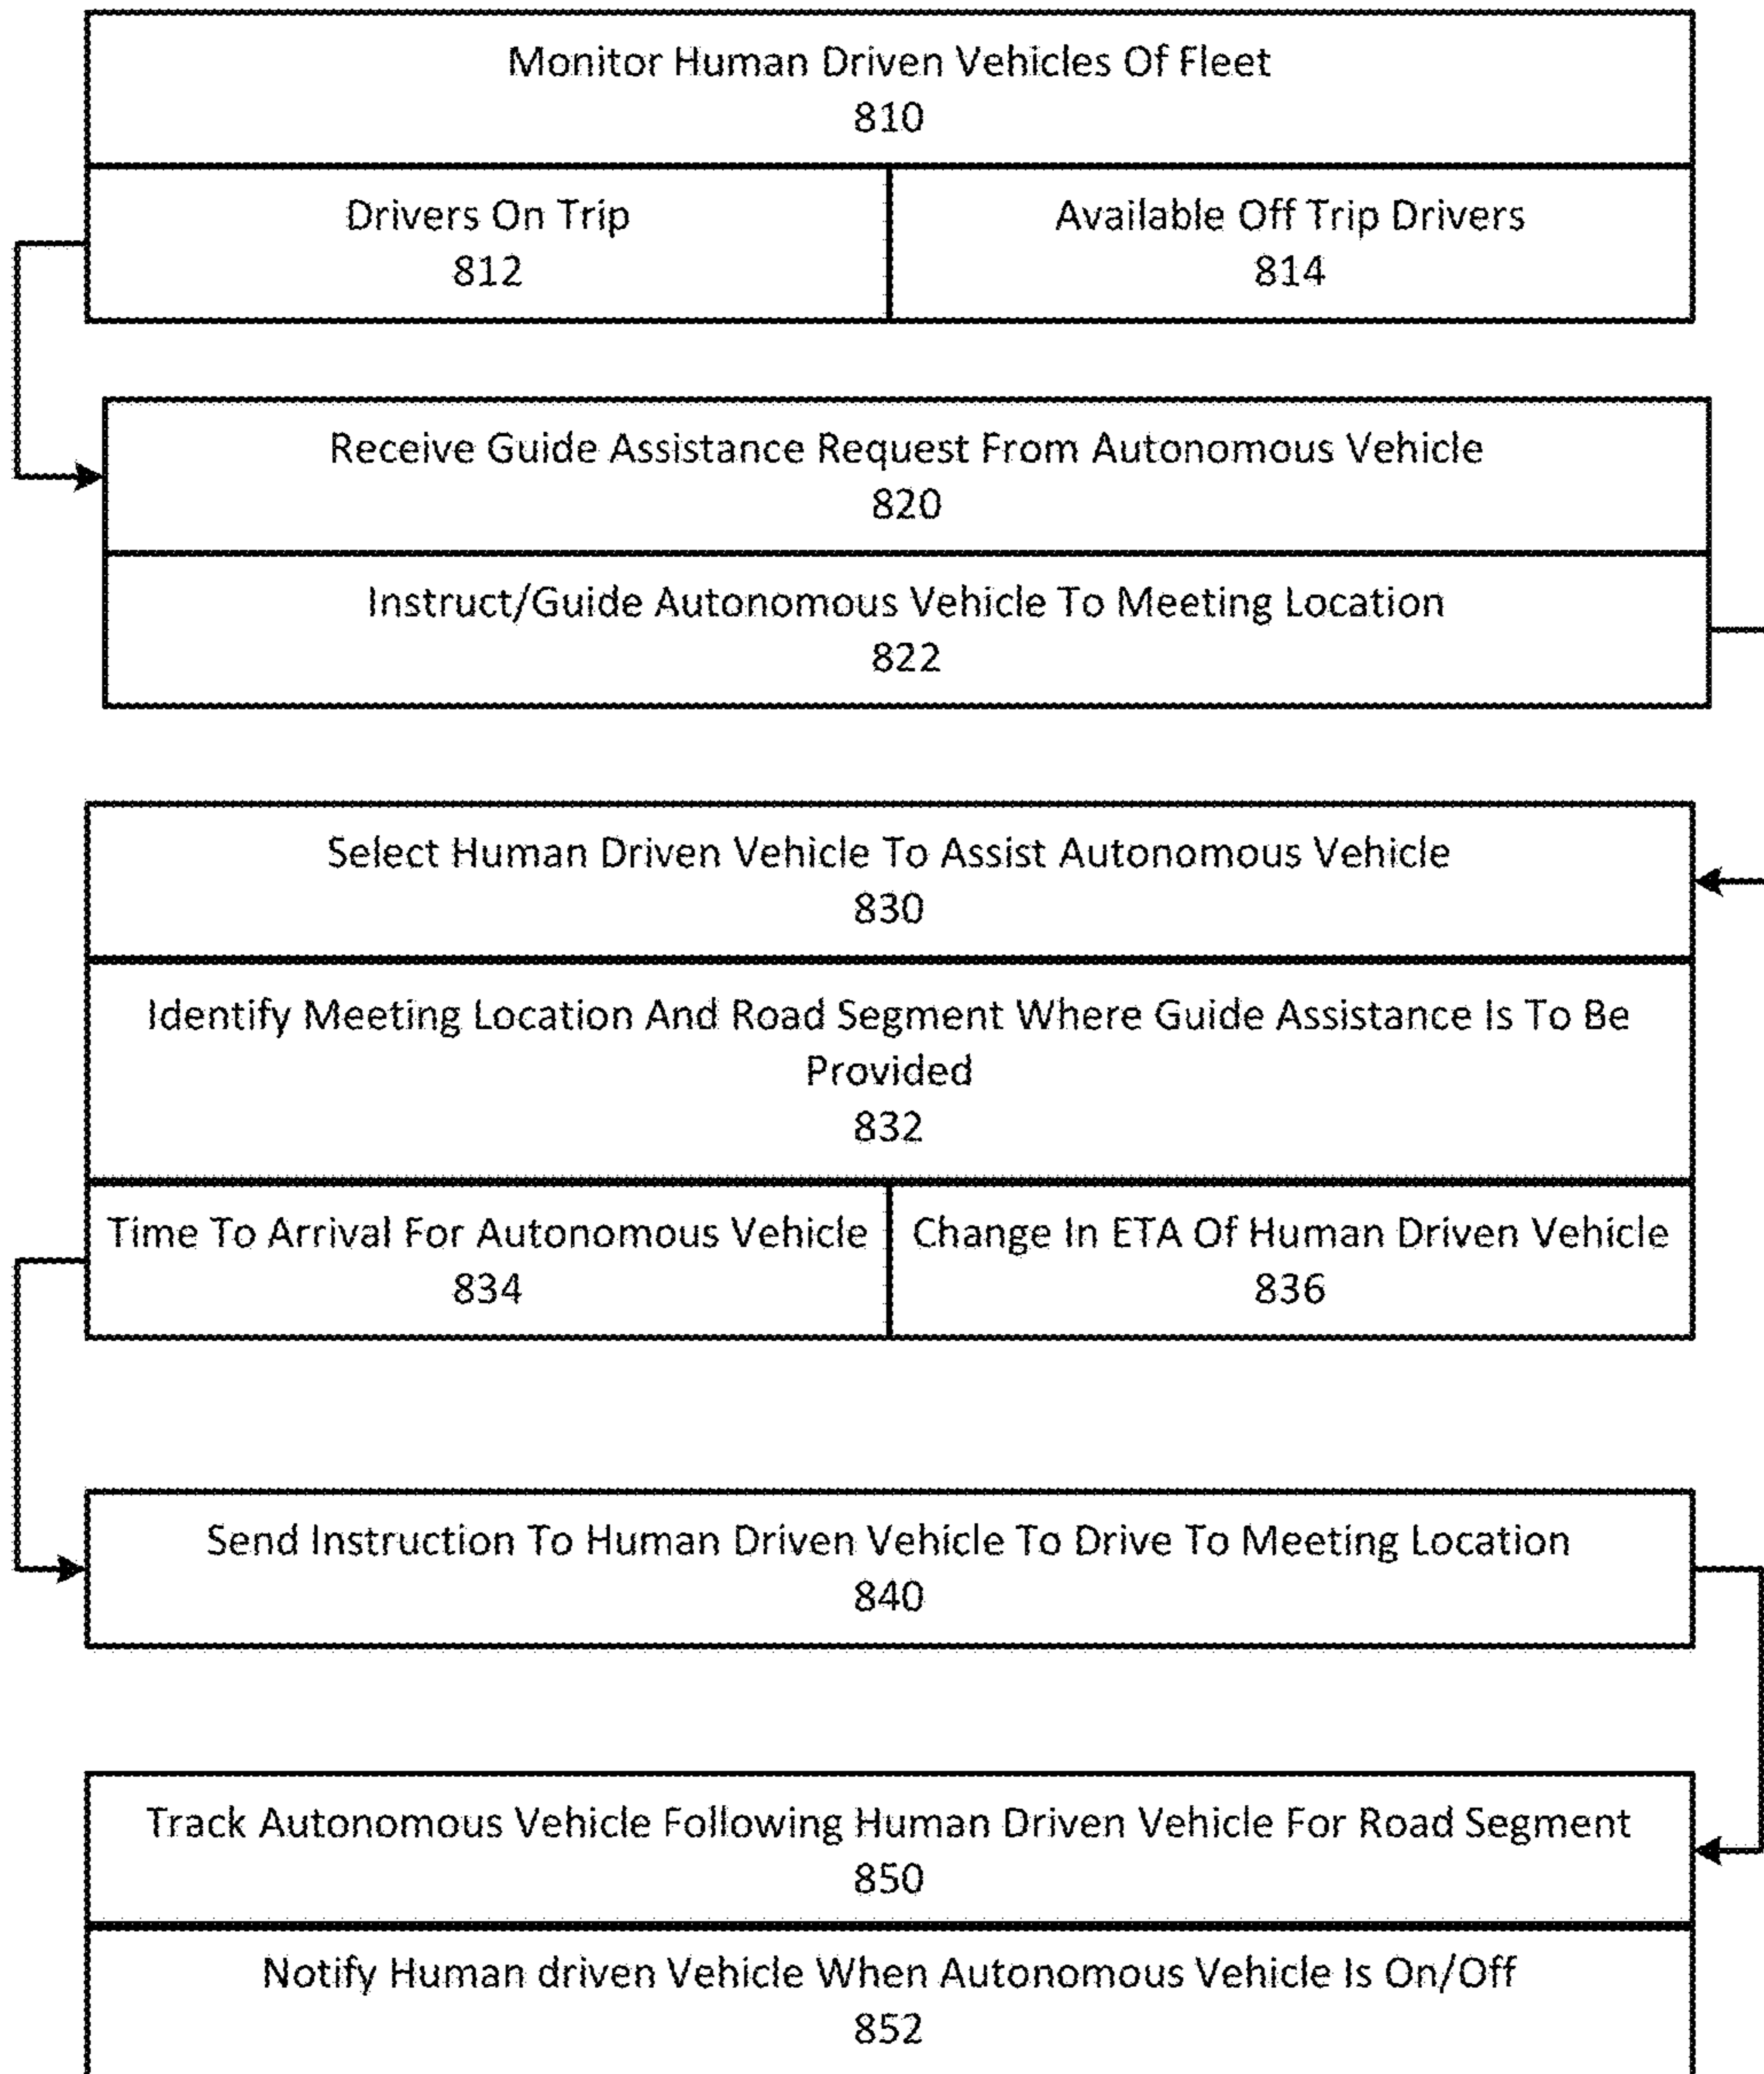 Monitor Human Driven Vehicles Of Fleet
810
Drivers On Trip
812
Available Off Trip Drivers
814
Receive Guide Assistance Request From Autonomous Vehicle
820
Instruct/Guide Autonomous Vehicle To Meeting Location
822
Select Human Driven Vehicle To Assist Autonomous Vehicle
830
Identify Meeting Location And Road Segment Where Guide Assistance Is To Be
Provided
832
Time To Arrival For Autonomous Vehicle
834
Change In ETA Of Human Driven Vehicle
836
Send Instruction To Human Driven Vehicle To Drive To Meeting Location
840
Track Autonomous Vehicle Following Human Driven Vehicle For Road Segment
850
Notify Human driven Vehicle When Autonomous Vehicle Is On/Off
852